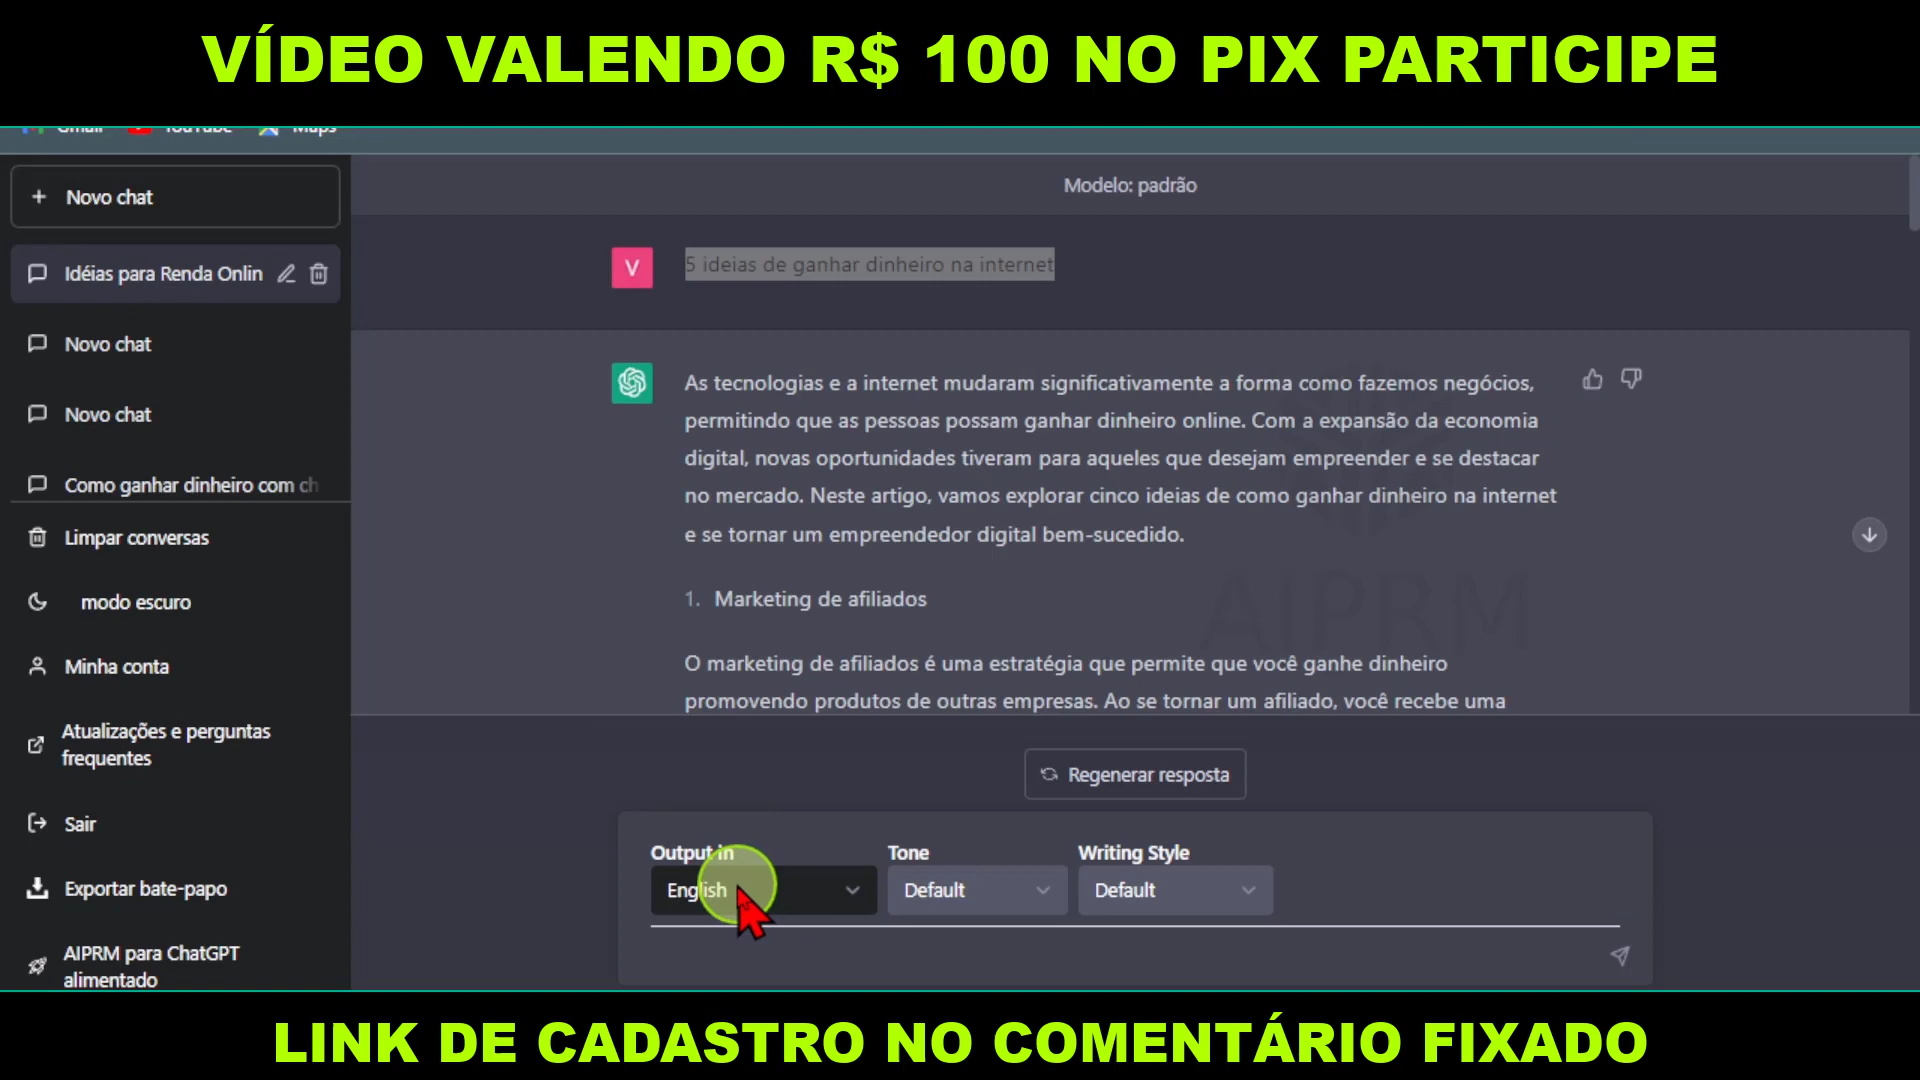 VÍDEO VALENDO R$ 100 NO PIX PARTICIPE
Gmail YouTube Maps
Novo chat
Modelo: padrão
V
5 ideias de ganhar dinheiro na internet
Idéias para Renda Onlin
Novo chat
Novo chat
Como ganhar dinheiro com ch
As tecnologias e a internet mudaram significativamente a forma como fazemos negócios,
permitindo que as pessoas possam ganhar dinheiro online. Com a expansão da economia
digital, novas oportunidades tiveram para aqueles que desejam empreender e se destacar
no mercado. Neste artigo, vamos explorar cinco ideias de como ganhar dinheiro na internet
e se tornar um empreendedor digital bem-sucedido.
1. Marketing de afiliados
O marketing de afiliados é uma estratégia que permite que você ganhe dinheiro
promovendo produtos de outras empresas. Ao se tornar um afiliado, você recebe uma
AIPRM
Limpar conversas
modo escuro
Minha conta
Atualizações e perguntas
frequentes
Sair
Exportar bate-papo
AIPRM para ChatGPT
alimentado
Regenerar resposta
Output in Tone Writing Style
English Default Default
LINK DE CADASTRO NO COMENTÁRIO FIXADO